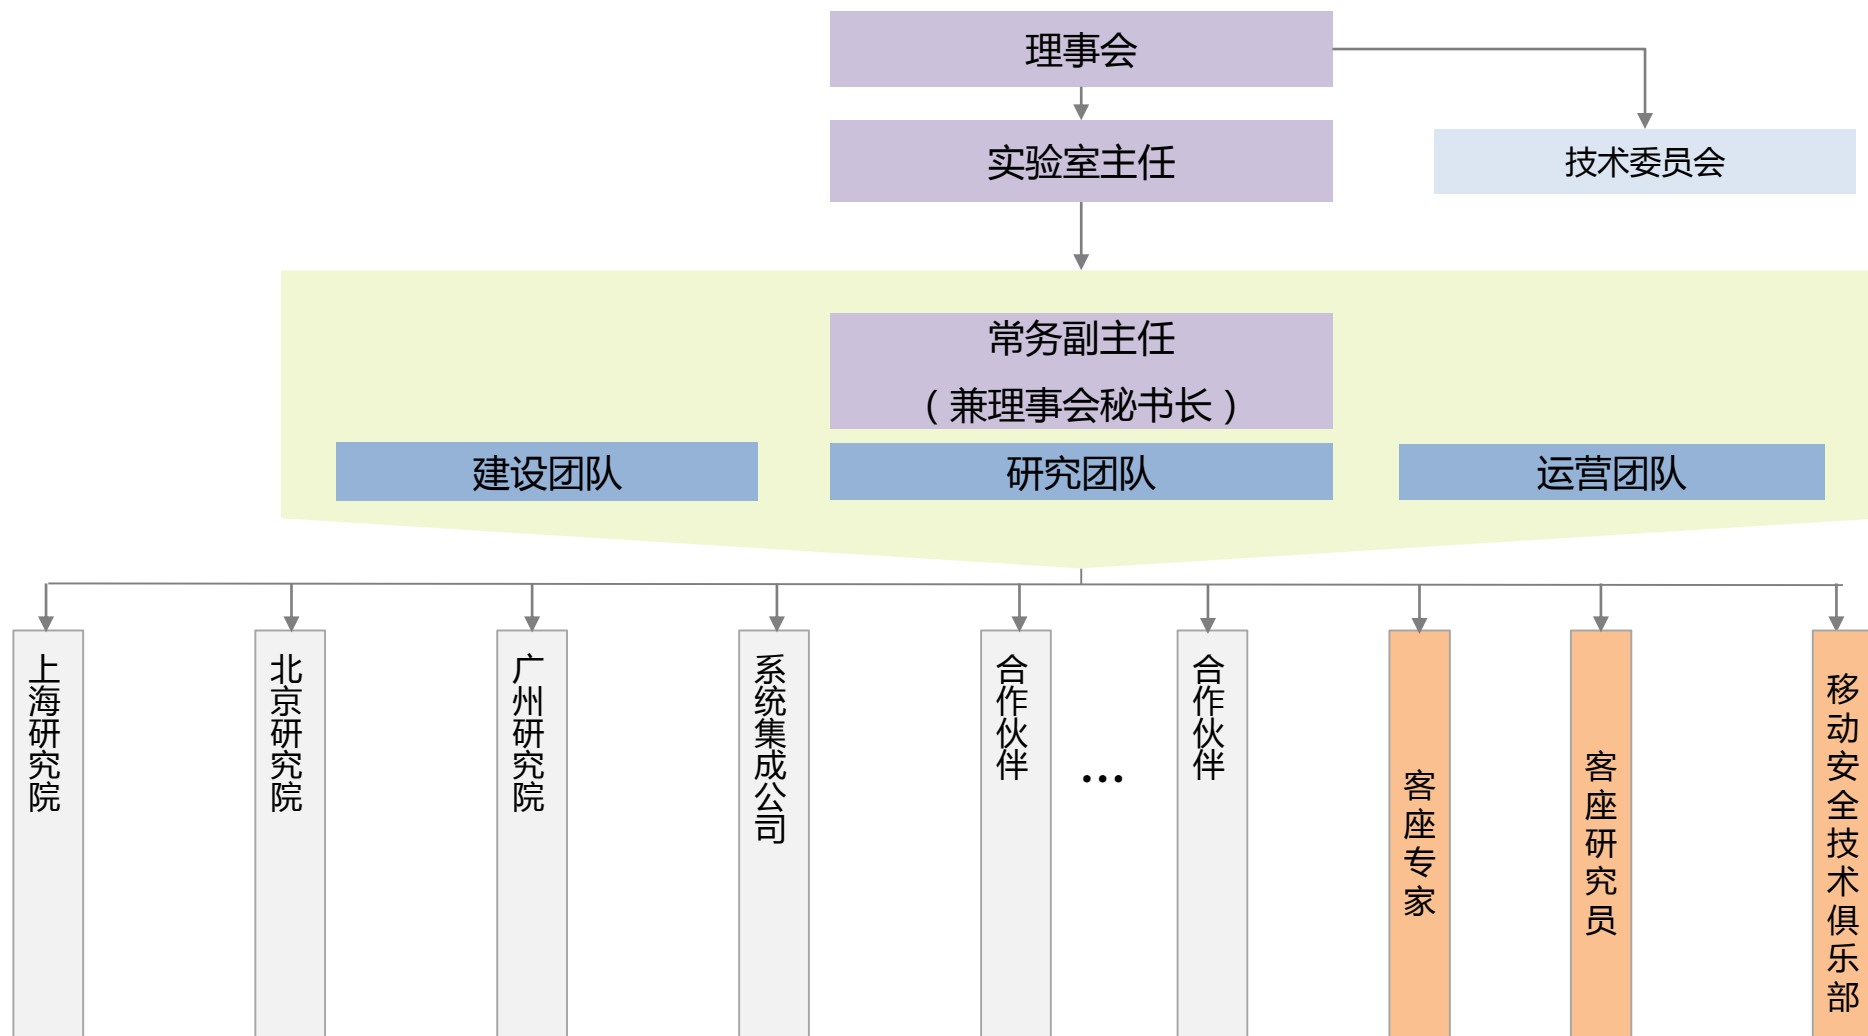 理事会
实验室主任
技术委员会
常务副主任
（兼理事会秘书长）
建设团队
研究团队
运营团队
上海研究院
北京研究院
广州研究院
系统集成公司
合作伙伴
...
合作伙伴
客座专家
客座研究员
移动安全技术俱乐部